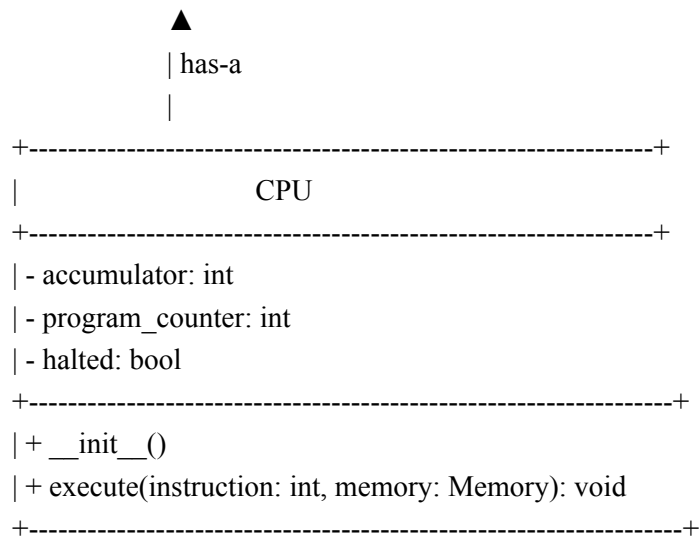 ▲
| has-a
|
+----------------------------------------------------------------+
| CPU
+----------------------------------------------------------------+
| - accumulator: int
| - program_counter: int
| - halted: bool
+------------------------------------------------------------------+
| + __init__()
| + execute(instruction: int, memory: Memory): void
+-------------------------------------------------------------------+